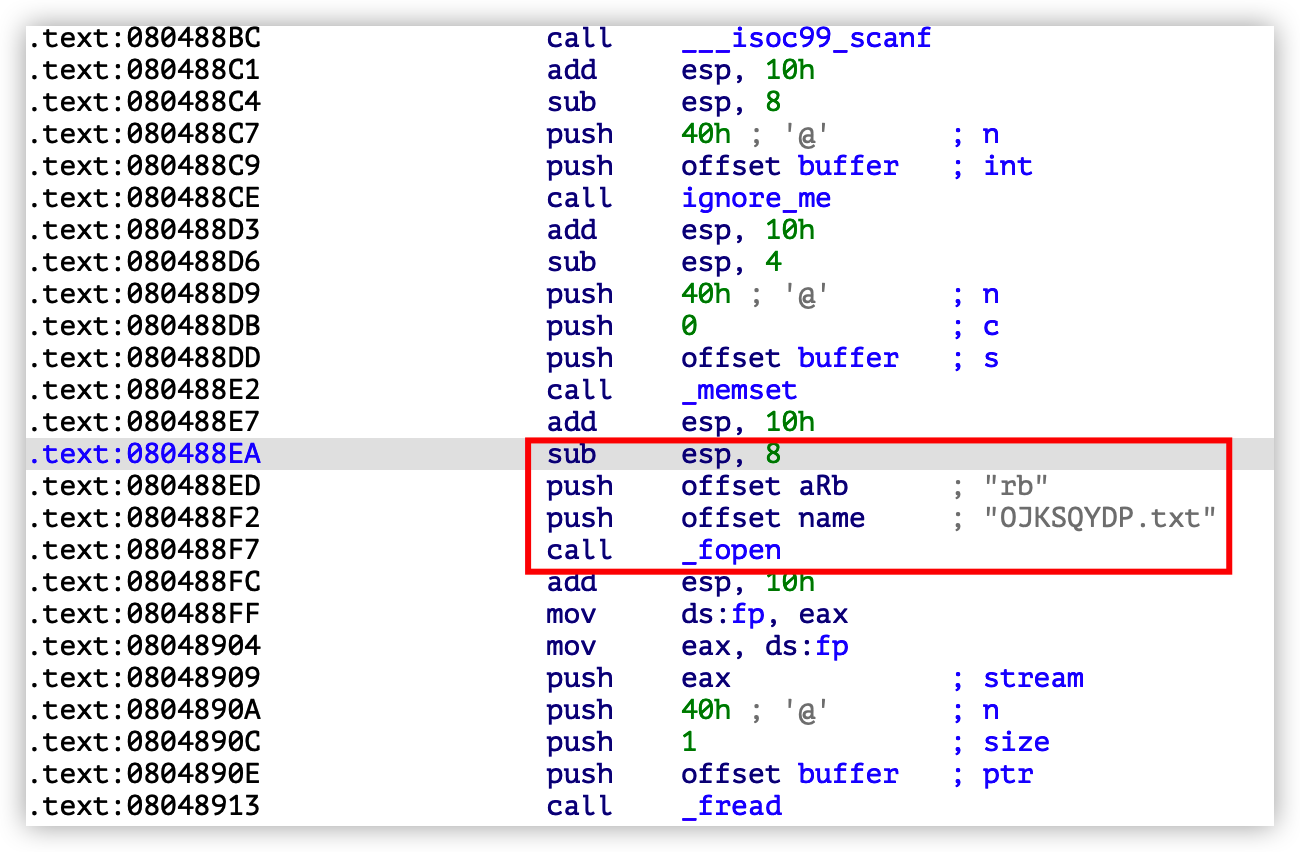 .text:080488BC call ___isoc99_scanf
.text:080488C1 add esp, 10h
.text:080488C4 sub esp, 8
.text:080488C7 push 40h ; '@' ; n
.text:080488C9 push offset buffer ; int
.text:080488CE call ignore_me
.text:080488D3 add esp, 10h
.text:080488D6 sub esp, 4
.text:080488D9 push 40h ; '@' ; n
.text:080488DB push 0 ; c
.text:080488DD push offset buffer ; s
.text:080488E2 call _memset
.text:080488E7 add esp, 10h
.text:080488EA sub esp, 8
.text:080488ED push offset aRb ; "rb"
.text:080488F2 push offset name ; "OJKSQYDP.txt"
.text:080488F7 call _fopen
.text:080488FC add esp, 10h
.text:080488FF mov ds:fp, eax
.text:08048904 mov eax, ds:fp
.text:08048909 push eax ; stream
.text:0804890A push 40h ; '@' ; n
.text:0804890C push 1 ; size
.text:0804890E push offset buffer ; ptr
.text:08048913 call _fread